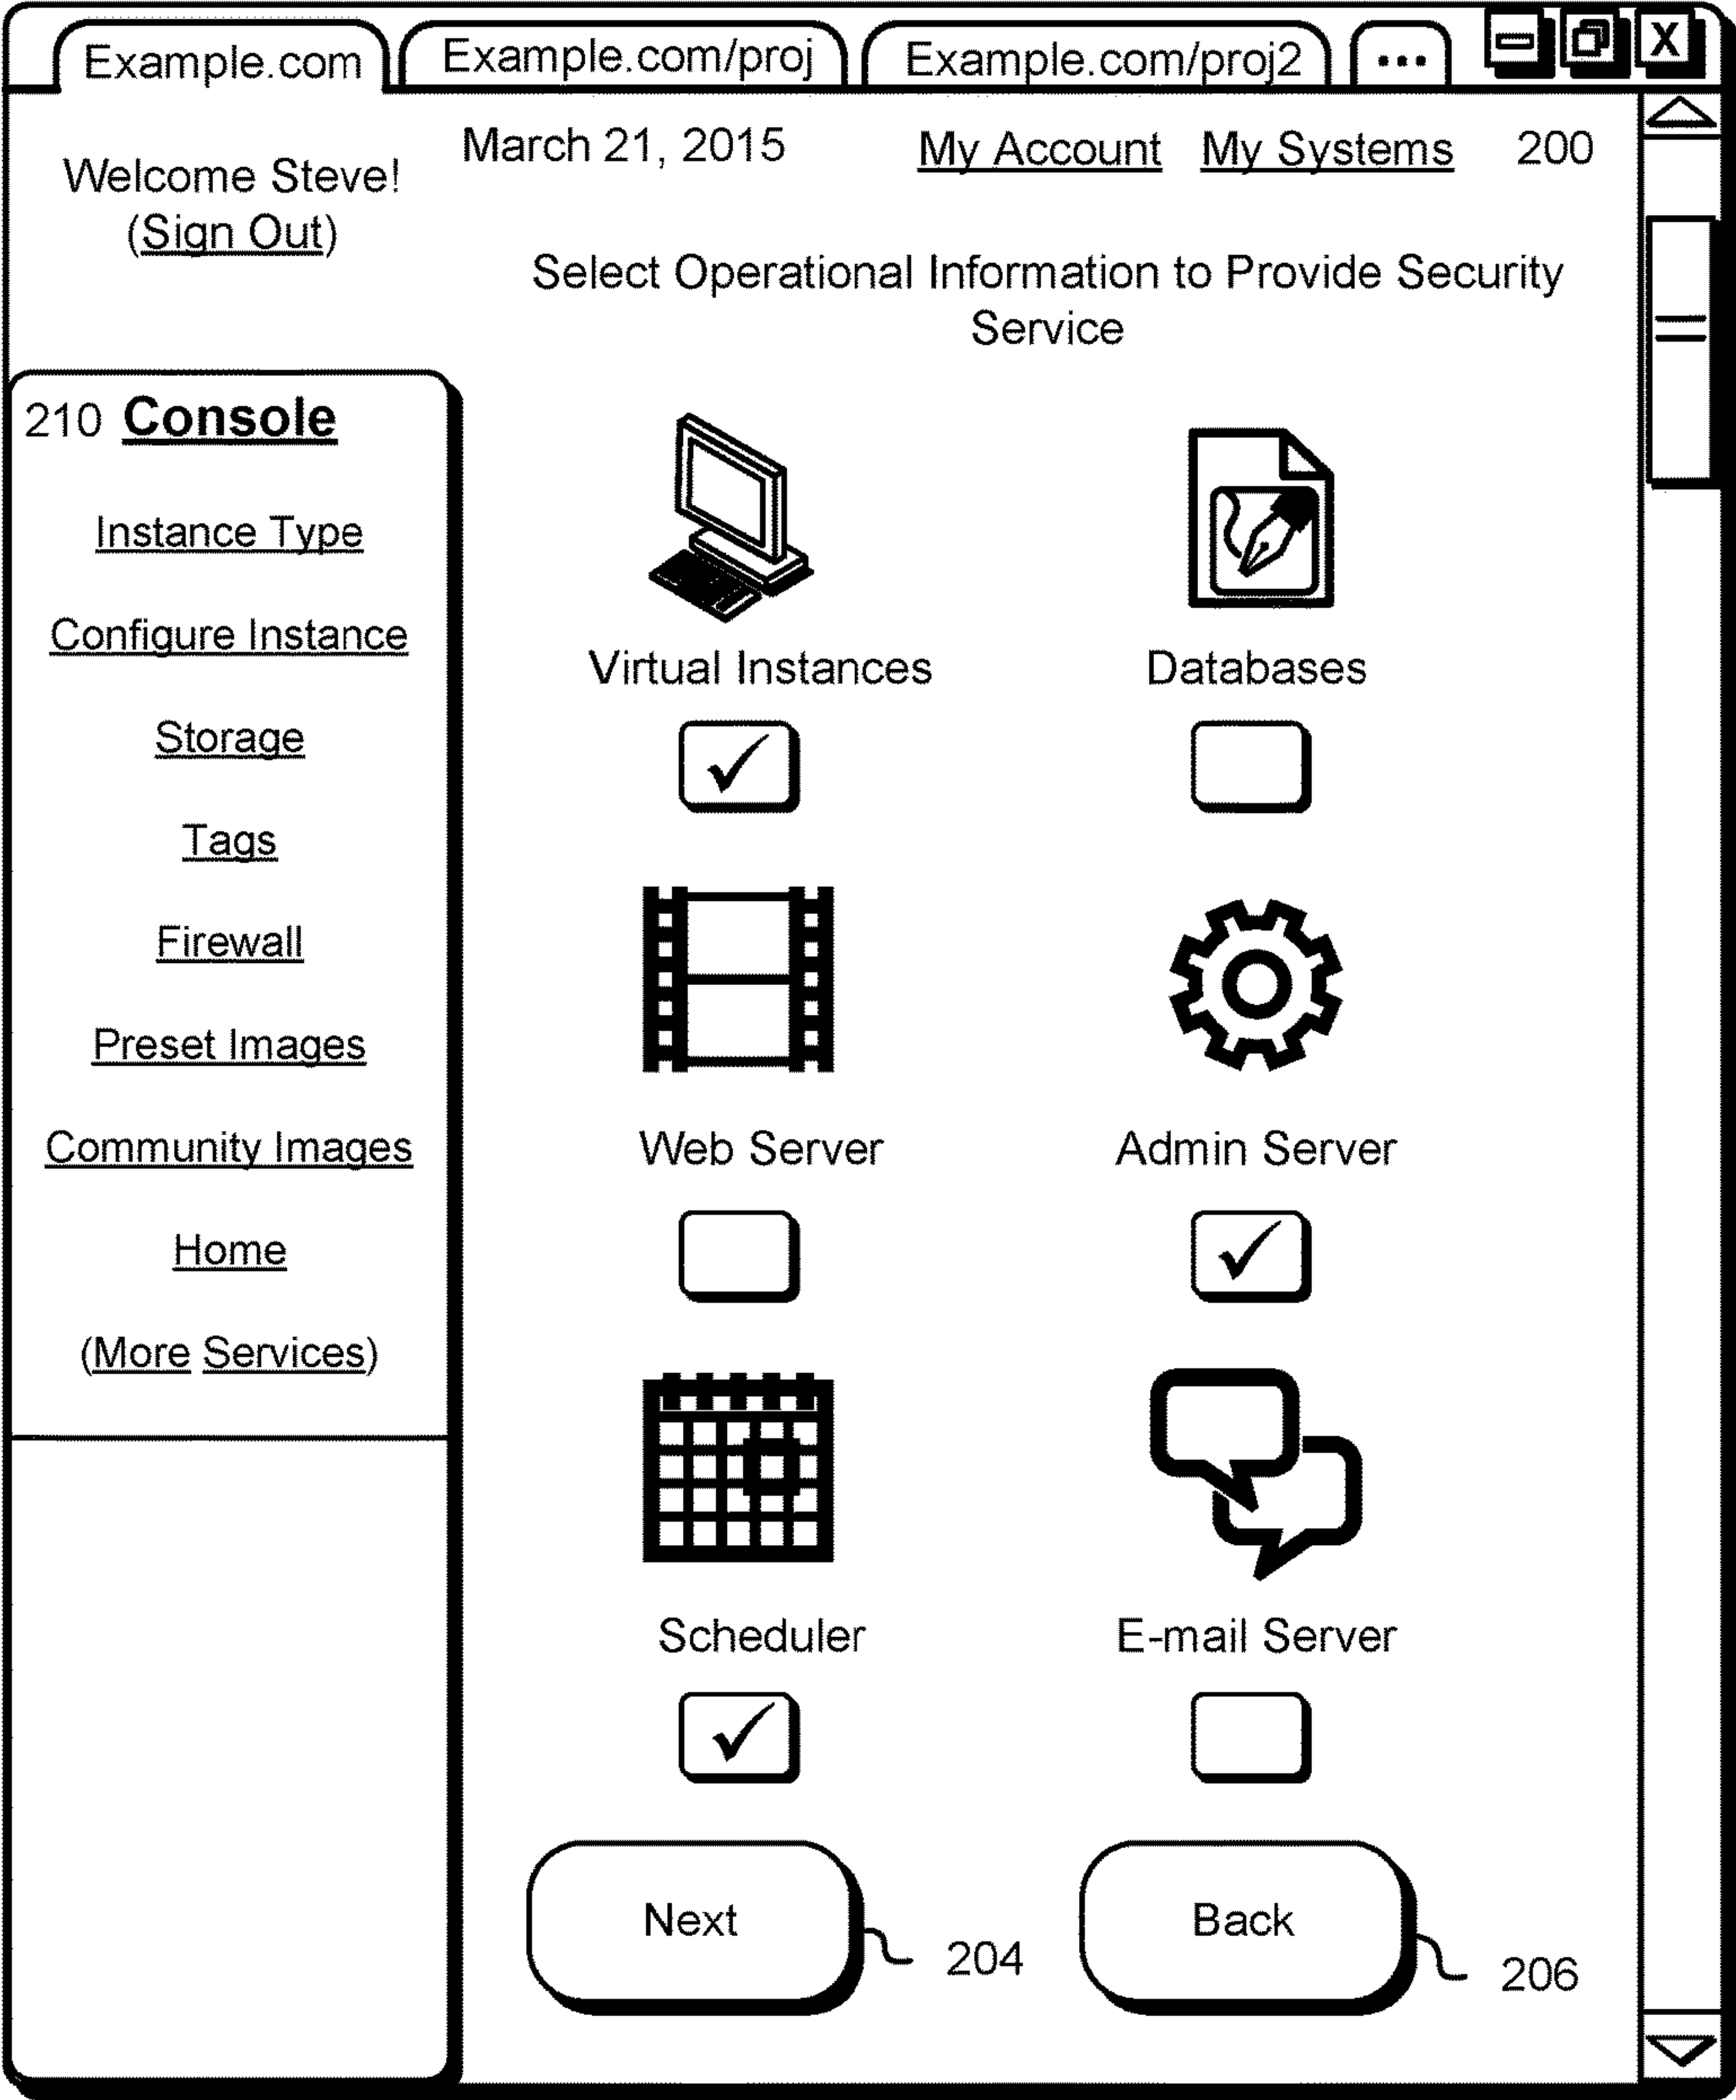 Example.com
Example.com/proj
Example.com/proj2
...
X
Welcome Steve!
(Sign Out)
March 21, 2015
My Account
My Systems
200
Select Operational Information to Provide Security
Service
210 Console
Instance Type
Configure Instance
Storage
Tags
Firewall
Preset Images
Community Images
Home
(More Services)
Virtual Instances
Databases
Web Server
Admin Server
Scheduler
E-mail Server
Next
204
Back
206